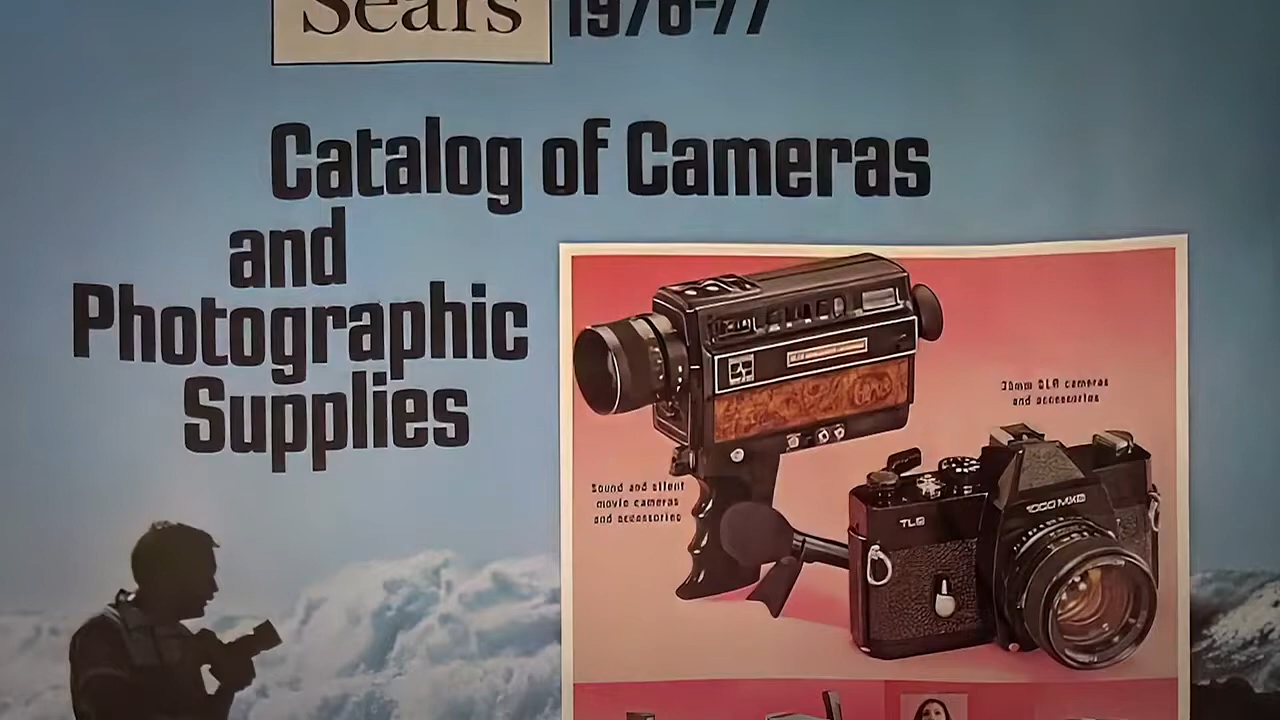 Sears 1976-77
Catalog of Cameras
and
Photographic
Supplies
35mm SLR cameras
and accessories
Sound and silent
movie cameras
and accessories
TLS
1000 MXB